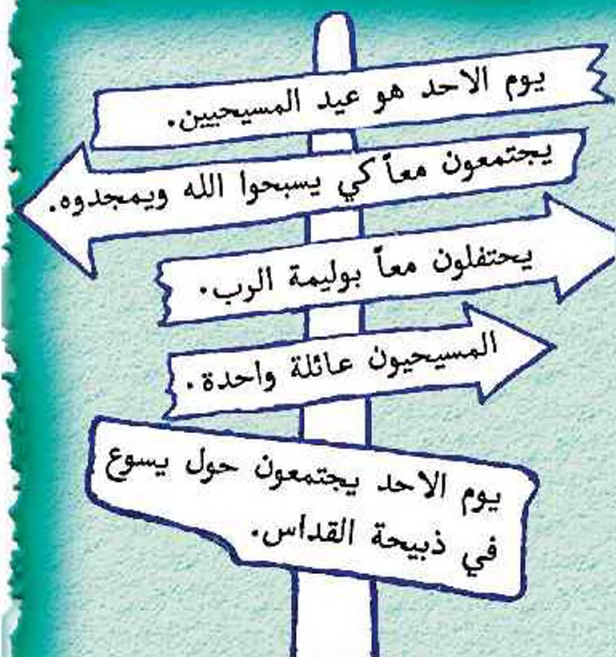 يوم الاحد هو عيد المسيحيين.
يجتمعون معاً كي يسبحوا الله ويمجدوه.
يحتفلون معاً بوليمة الرب.
المسيحيون عائلة واحدة.
يوم الاحد يجتمعون حول يسوع
في ذبيحة القداس.